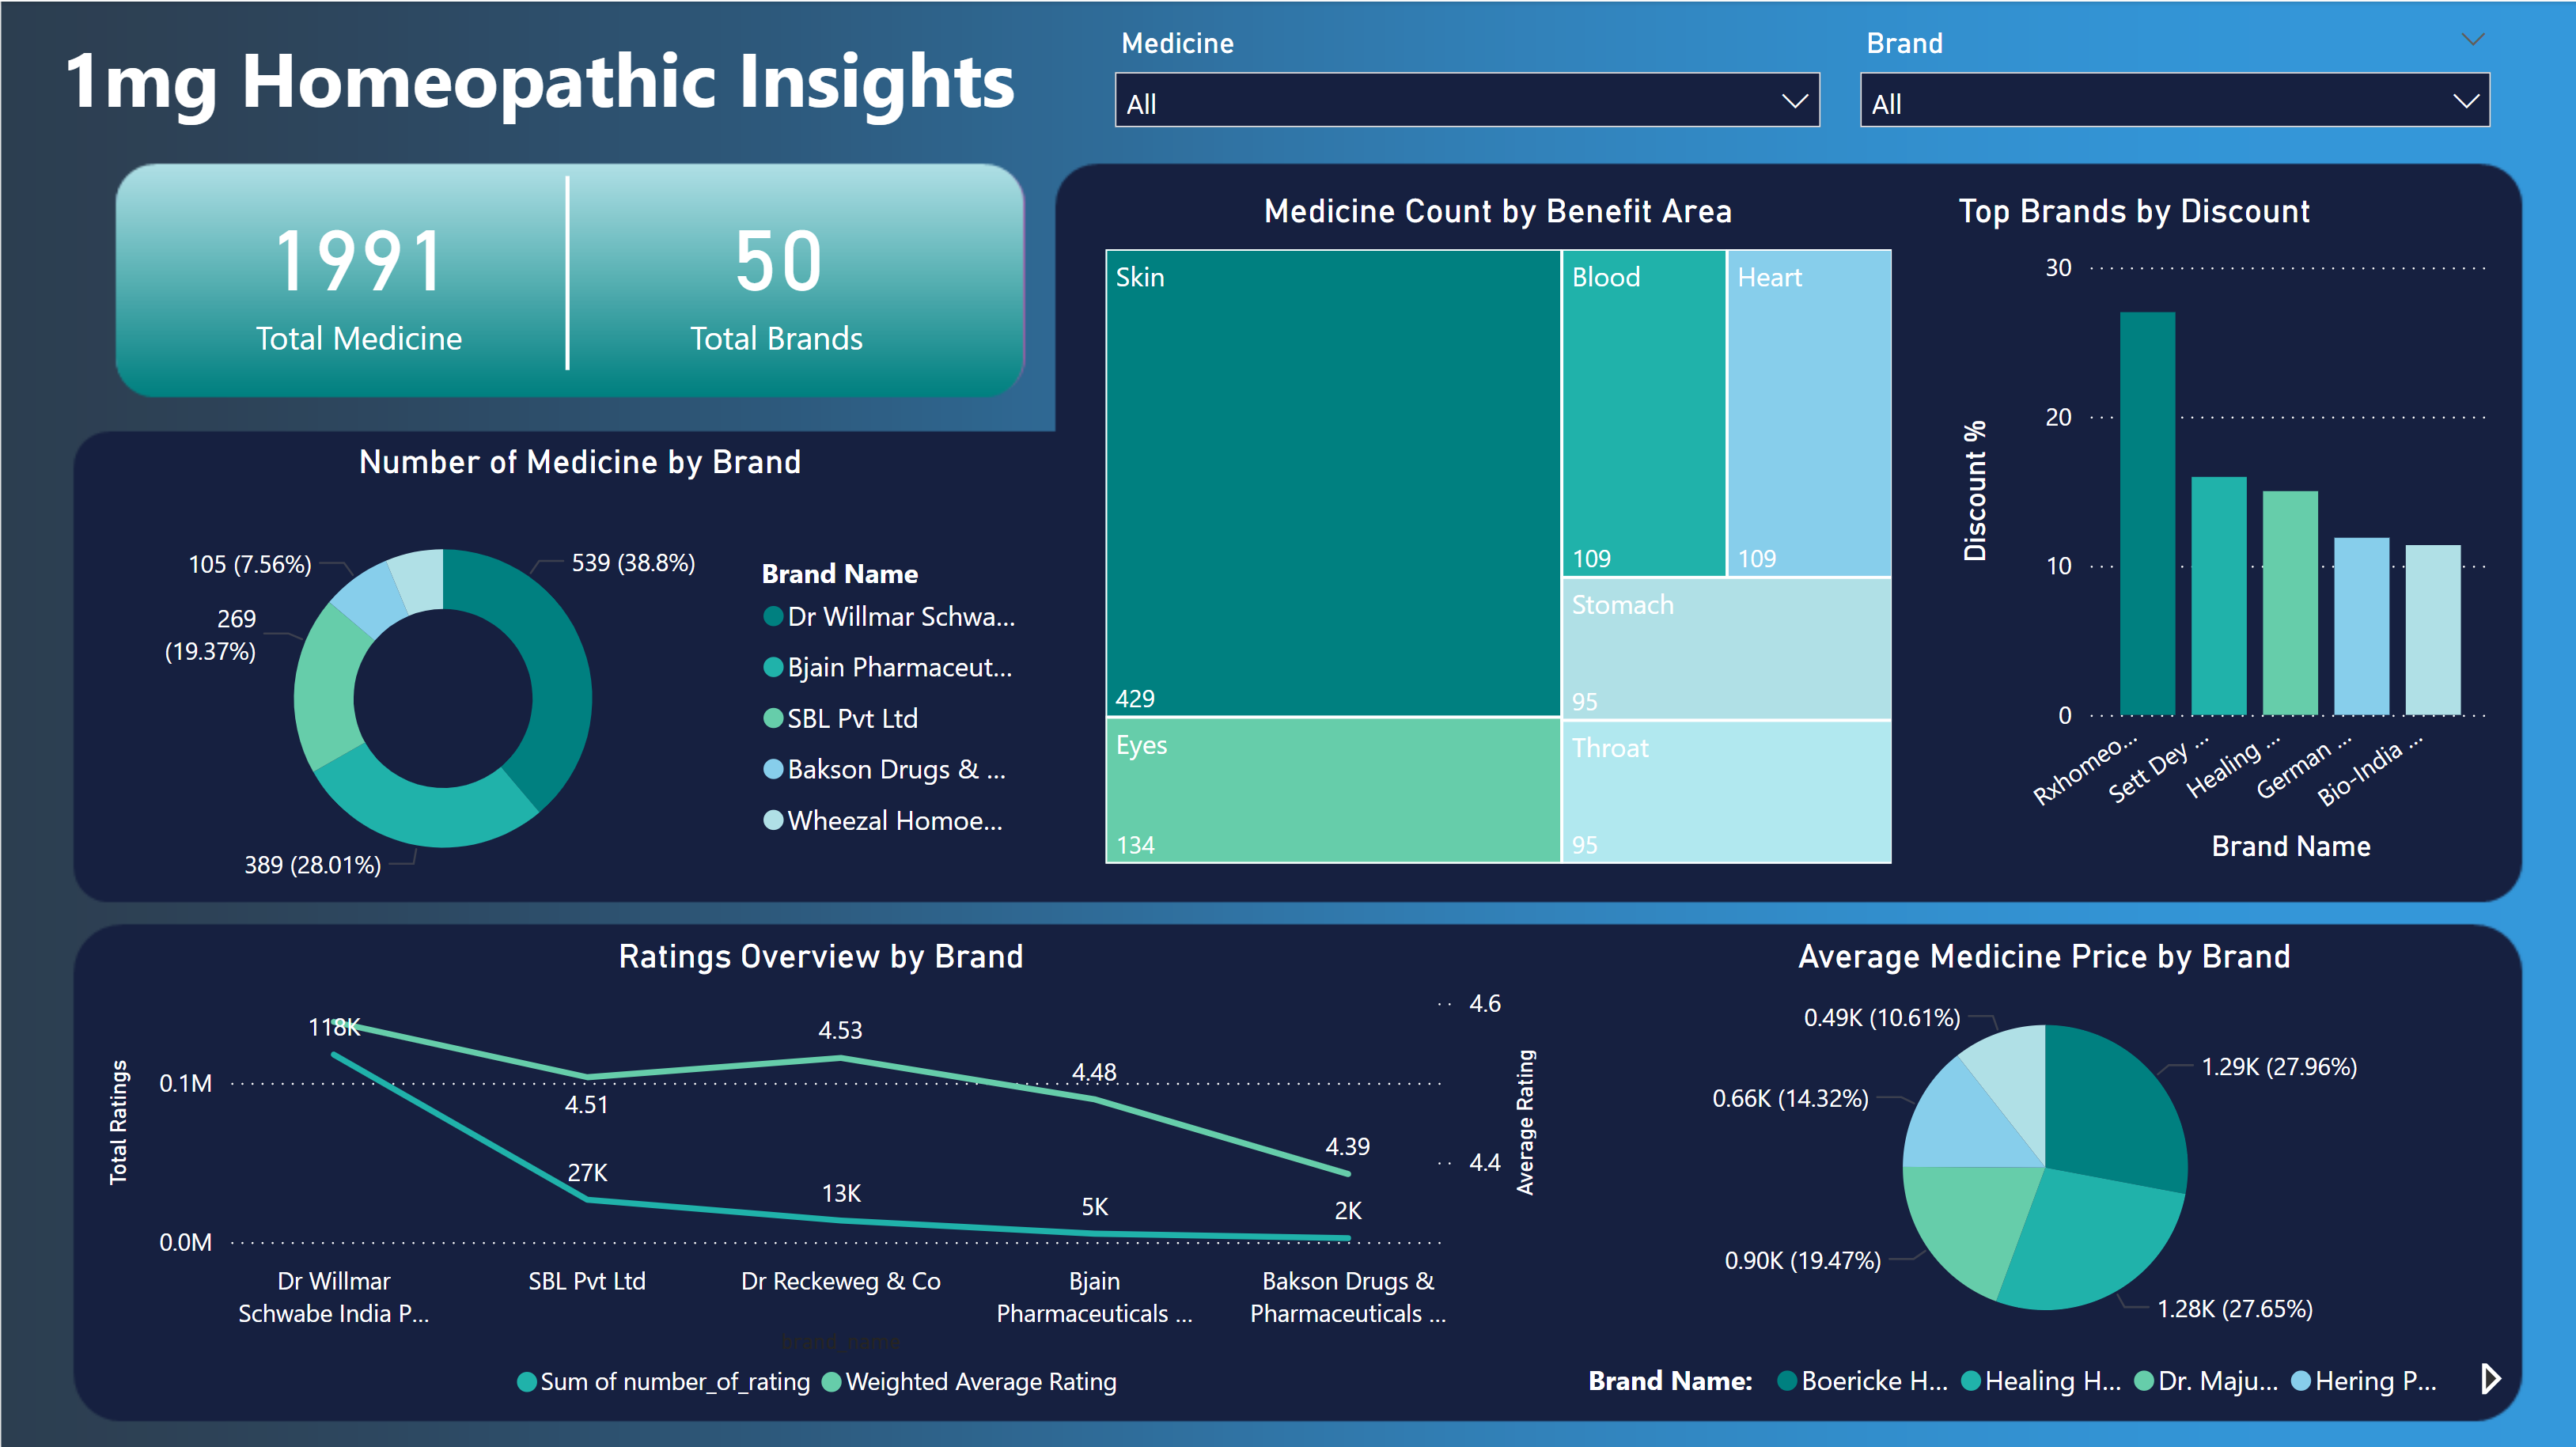 1mg Homeopathic Insights
Medicine
All
Brand
All
1991
Total Medicine
50
Total Brands
Number of Medicine by Brand
105 (7.56%)
539 (38.8%)
269
(19.37%)
389 (28.01%)
Brand Name
Dr Willmar Schwa...
Bjain Pharmaceut...
SBL Pvt Ltd
Bakson Drugs & ...
Wheezal Homoe...
Medicine Count by Benefit Area
Skin
429
Eyes
134
Blood
109
Heart
109
Stomach
95
Throat
95
Top Brands by Discount
Discount %
30
20
10
0
Rxhomeo...
Sett Dey ...
Healing ...
German ...
Bio-India ...
Brand Name
Ratings Overview by Brand
Total Ratings
0.1M
0.0M
118K
4.51
27K
4.53
13K
4.48
5K
4.39
2K
4.6
4.4
Average Rating
Dr Willmar
Schwabe India P...
SBL Pvt Ltd
Dr Reckeweg & Co
Bjain
Pharmaceuticals ...
Bakson Drugs &
Pharmaceuticals ...
brand_name
Sum of number_of_rating
Weighted Average Rating
Average Medicine Price by Brand
0.49K (10.61%)
1.29K (27.96%)
0.66K (14.32%)
0.90K (19.47%)
1.28K (27.65%)
Brand Name:
Boericke H...
Healing H...
Dr. Maju...
Hering P...